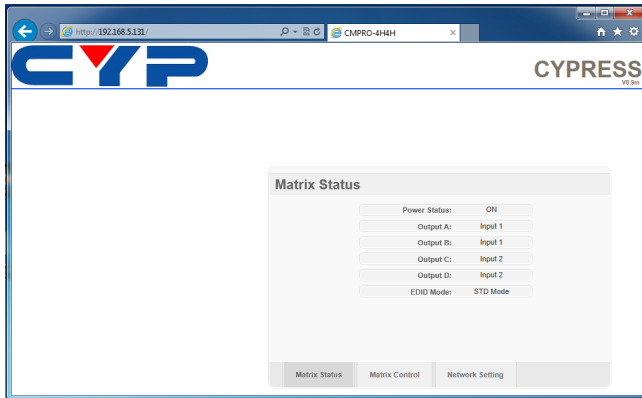 http://192.168.5.131/
CMPRO-4H4H
CYP
CYPRESS
V0.9m
Matrix Status
Power Status: ON
Output A: Input 1
Output B: Input 1
Output C: Input 2
Output D: Input 2
EDID Mode: STD Mode
Matrix Status Matrix Control Network Setting